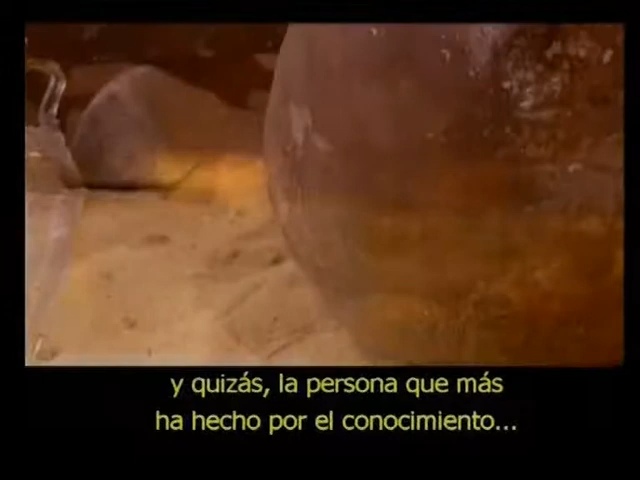 y quizás, la persona que más
ha hecho por el conocimiento...